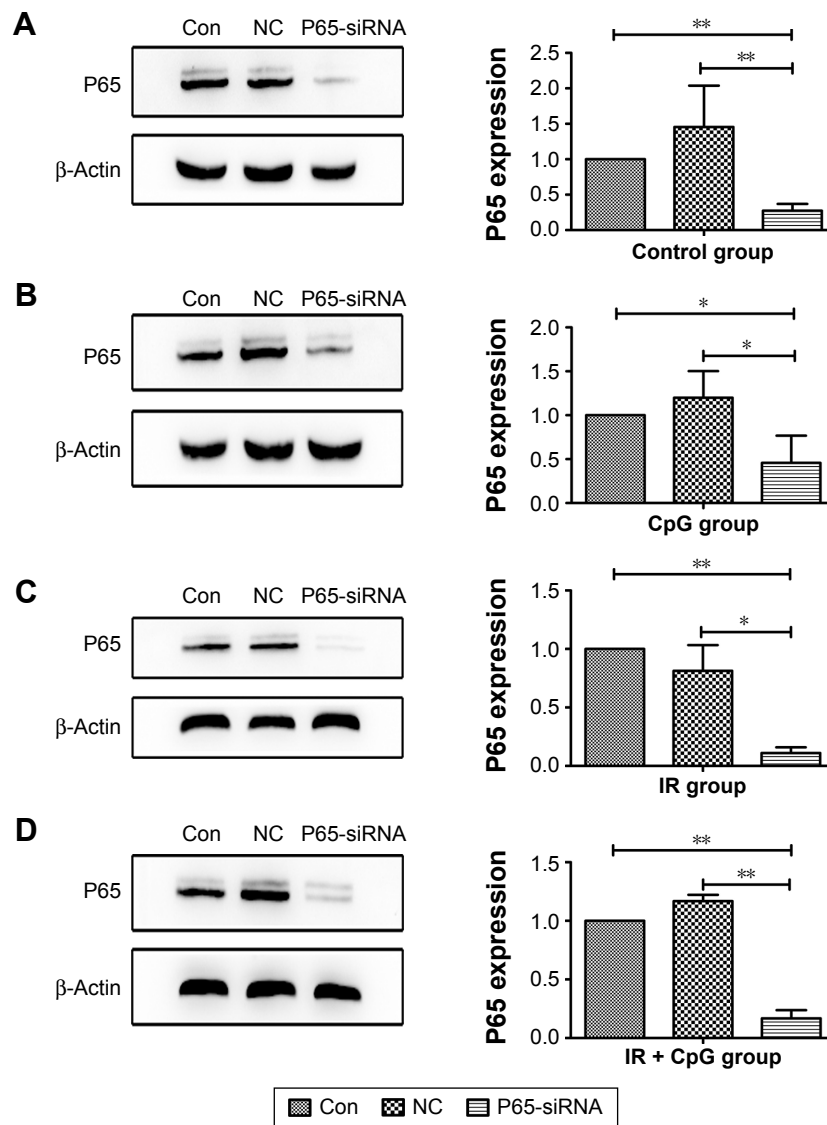 A
Con NC P65-siRNA
P65
β-Actin
**
**
P65 expression
2.5
2.0
1.5
1.0
0.5
0.0
Control group
B
Con NC P65-siRNA
P65
β-Actin
*
*
P65 expression
2.0
1.5
1.0
0.5
0.0
CpG group
C
Con NC P65-siRNA
P65
β-Actin
**
*
P65 expression
1.5
1.0
0.5
0.0
IR group
D
Con NC P65-siRNA
P65
β-Actin
**
**
P65 expression
1.5
1.0
0.5
0.0
IR + CpG group
Con NC P65-siRNA